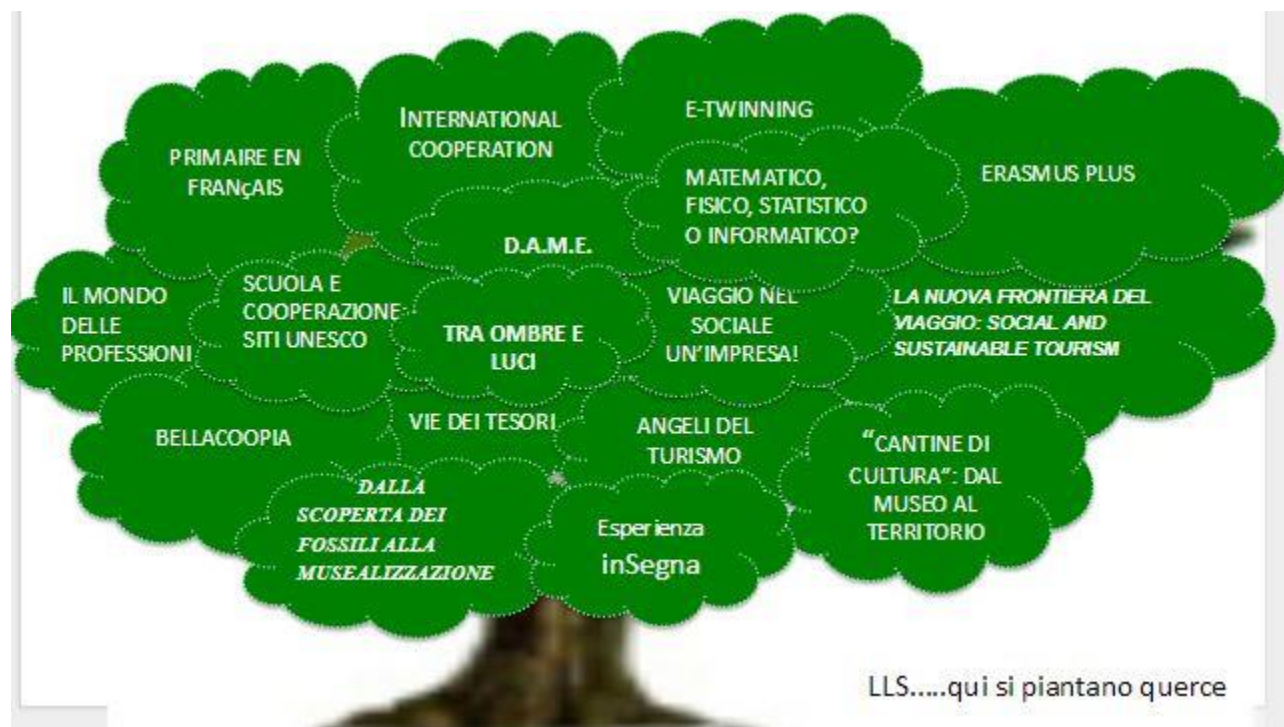 PRIMAIRE EN
FRANçAIS
INTERNATIONAL
COOPERATION
E-TWINNING
MATEMATICO,
FISICO, STATISTICO
O INFORMATICO?
ERASMUS PLUS
D.A.M.E.
IL MONDO
DELLE
PROFESSIONI
SCUOLA E
COOPERAZIONE
SITI UNESCO
TRA OMBRE E
LUCI
VIAGGIO NEL
SOCIALE
UN'IMPRESA!
LA NUOVA FRONTIERA DEL
VIAGGIO: SOCIAL AND
SUSTAINABLE TOURISM
BELLACOOPIA
VIE DEI TESORI
ANGELI DEL
TURISMO
“CANTINE DI
CULTURA”: DAL
MUSEO AL
TERRITORIO
DALLA
SCOPERTA DEI
FOSSILI ALLA
MUSEALIZZAZIONE
Esperienza
inSegna
LLS.....qui si piantano querce